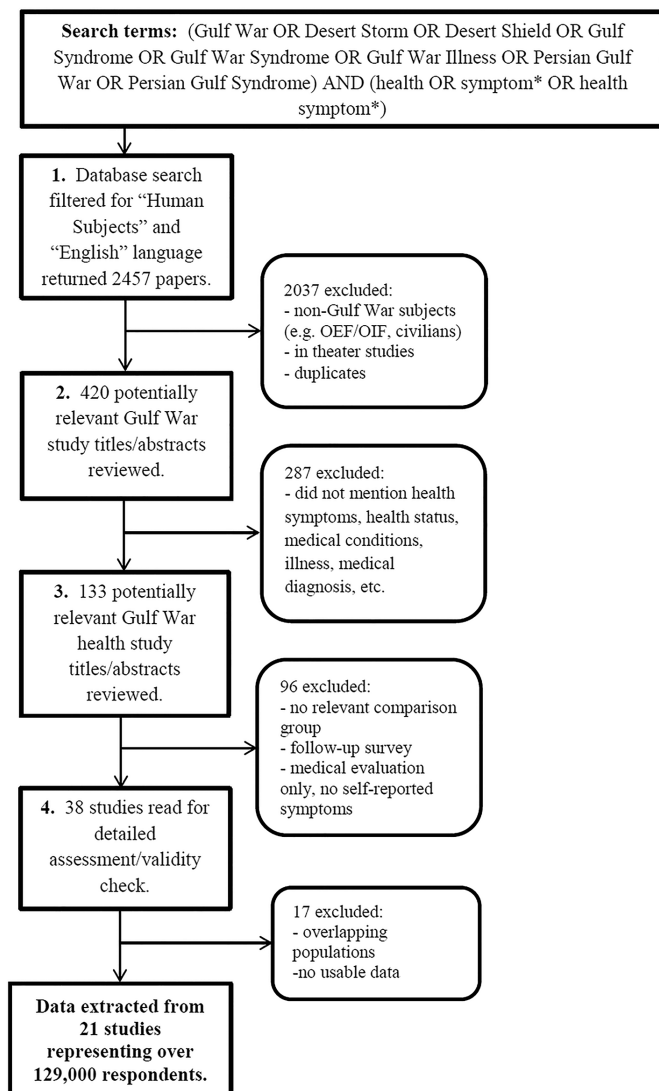 Search terms: (Gulf War OR Desert Storm OR Desert Shield OR Gulf
Syndrome OR Gulf War Syndrome OR Gulf War Illness OR Persian Gulf
War OR Persian Gulf Syndrome) AND (health OR symptom* OR health
symptom*)
1. Database search
filtered for “Human
Subjects” and
“English” language
returned 2457 papers.
2037 excluded:
- non-Gulf War subjects
(e.g. OEF/OIF, civilians)
- in theater studies
- duplicates
2. 420 potentially
relevant Gulf War
study titles/abstracts
reviewed.
287 excluded:
- did not mention health
symptoms, health status,
medical conditions,
illness, medical
diagnosis, etc.
3. 133 potentially
relevant Gulf War
health study
titles/abstracts
reviewed.
96 excluded:
- no relevant comparison
group
- follow-up survey
- medical evaluation
only, no self-reported
symptoms
4. 38 studies read for
detailed
assessment/validity
check.
17 excluded:
- overlapping
populations
-no usable data
Data extracted from
21 studies
representing over
129,000 respondents.